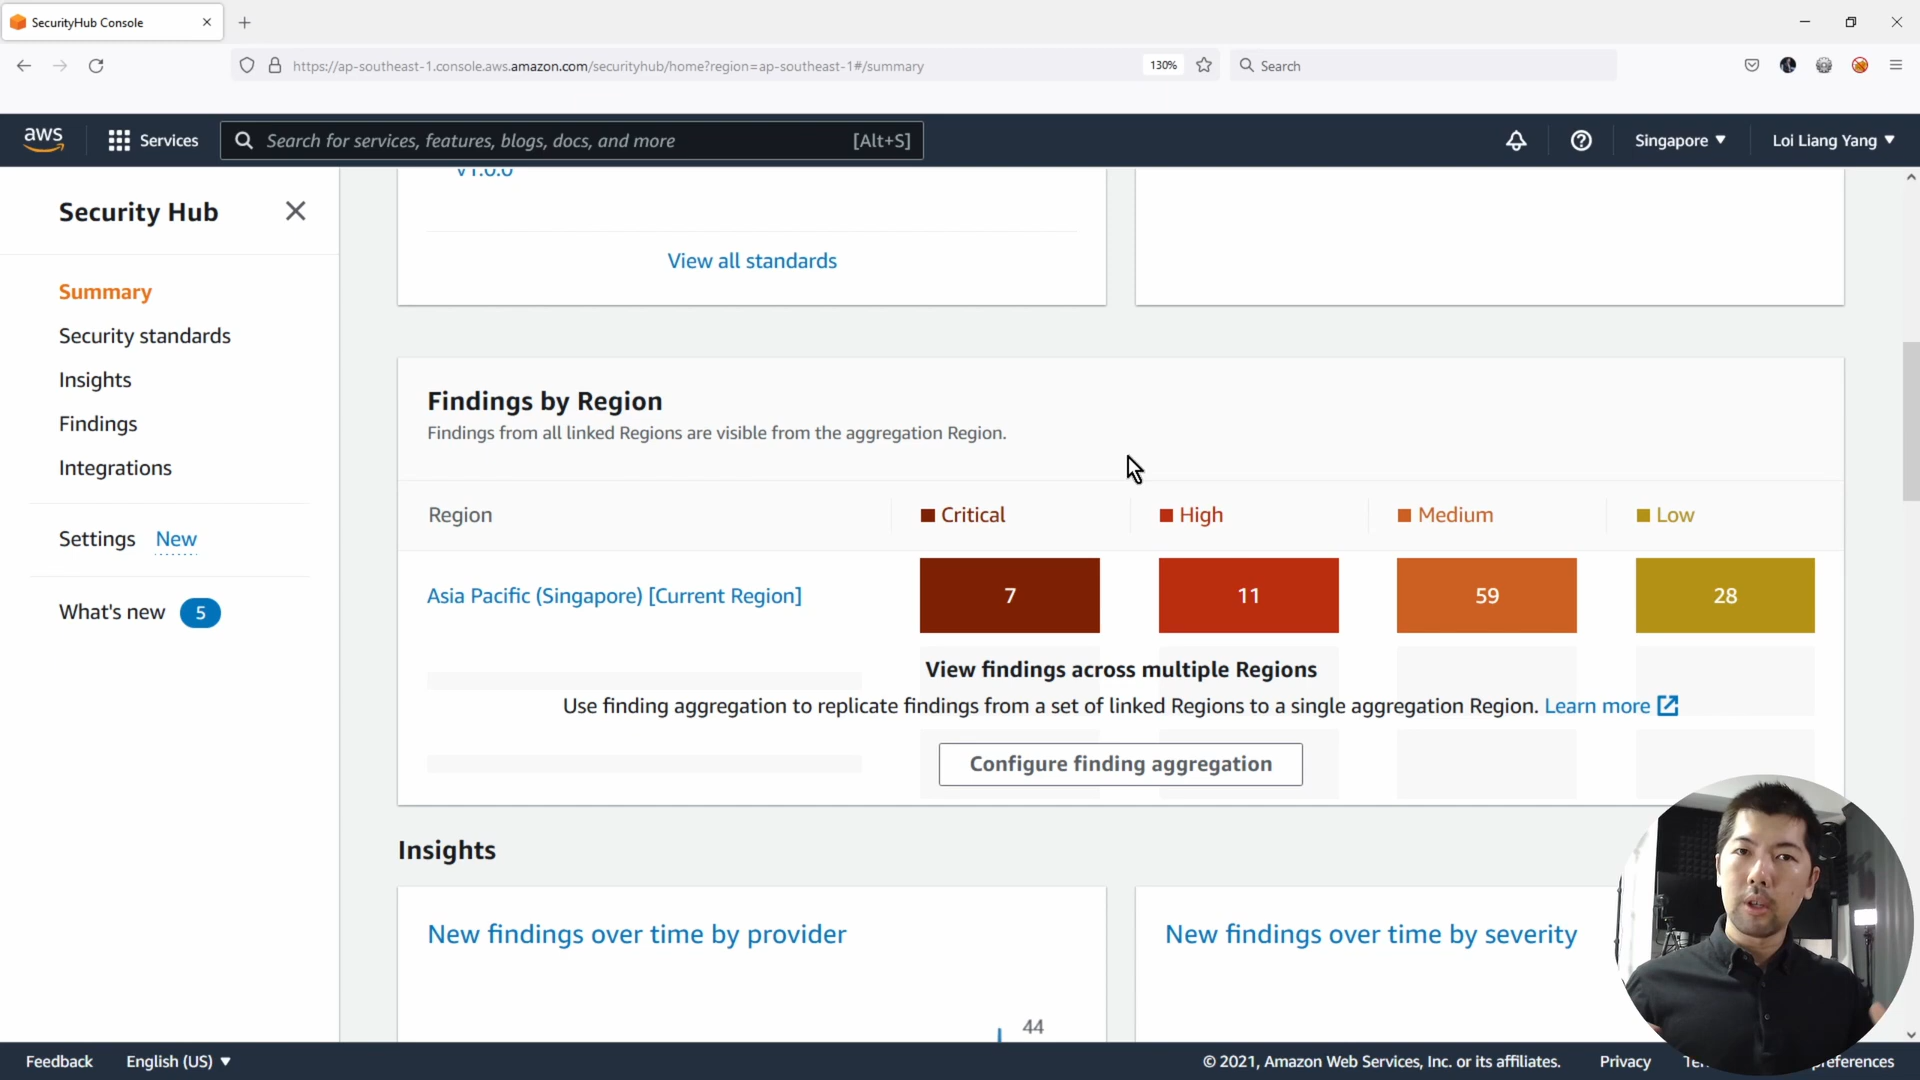 SecurityHub Console
https://ap-southeast-1.console.aws.amazon.com/securityhub/home?region=ap-southeast-1#/summary
130%
Search
aws
Services
Search for services, features, blogs, docs, and more
[Alt+S]
Singapore
Loi Liang Yang
Security Hub
Summary
Security standards
Insights
Findings
Integrations
Settings New
What's new 5
v1.0.0
View all standards
Findings by Region
Findings from all linked Regions are visible from the aggregation Region.
Region Critical High Medium Low
Asia Pacific (Singapore) [Current Region] 7 11 59 28
View findings across multiple Regions
Use finding aggregation to replicate findings from a set of linked Regions to a single aggregation Region. Learn more
Configure finding aggregation
Insights
New findings over time by provider
44
New findings over time by severity
Feedback
English (US)
© 2021, Amazon Web Services, Inc. or its affiliates.
Privacy